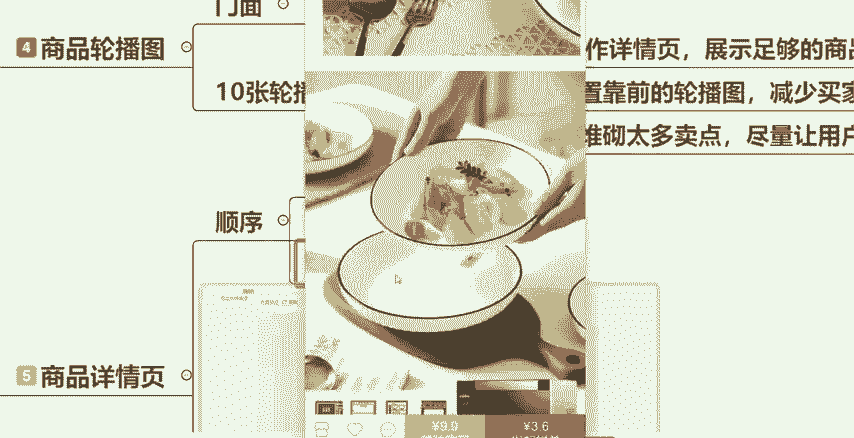 门面
4 商品轮播图
作详情页，展示足够的商品
10张轮播
置靠前的轮播图，减少买家
堆砌太多卖点，尽量让用户
顺序
5 商品详情页
¥9.9 ¥3.6